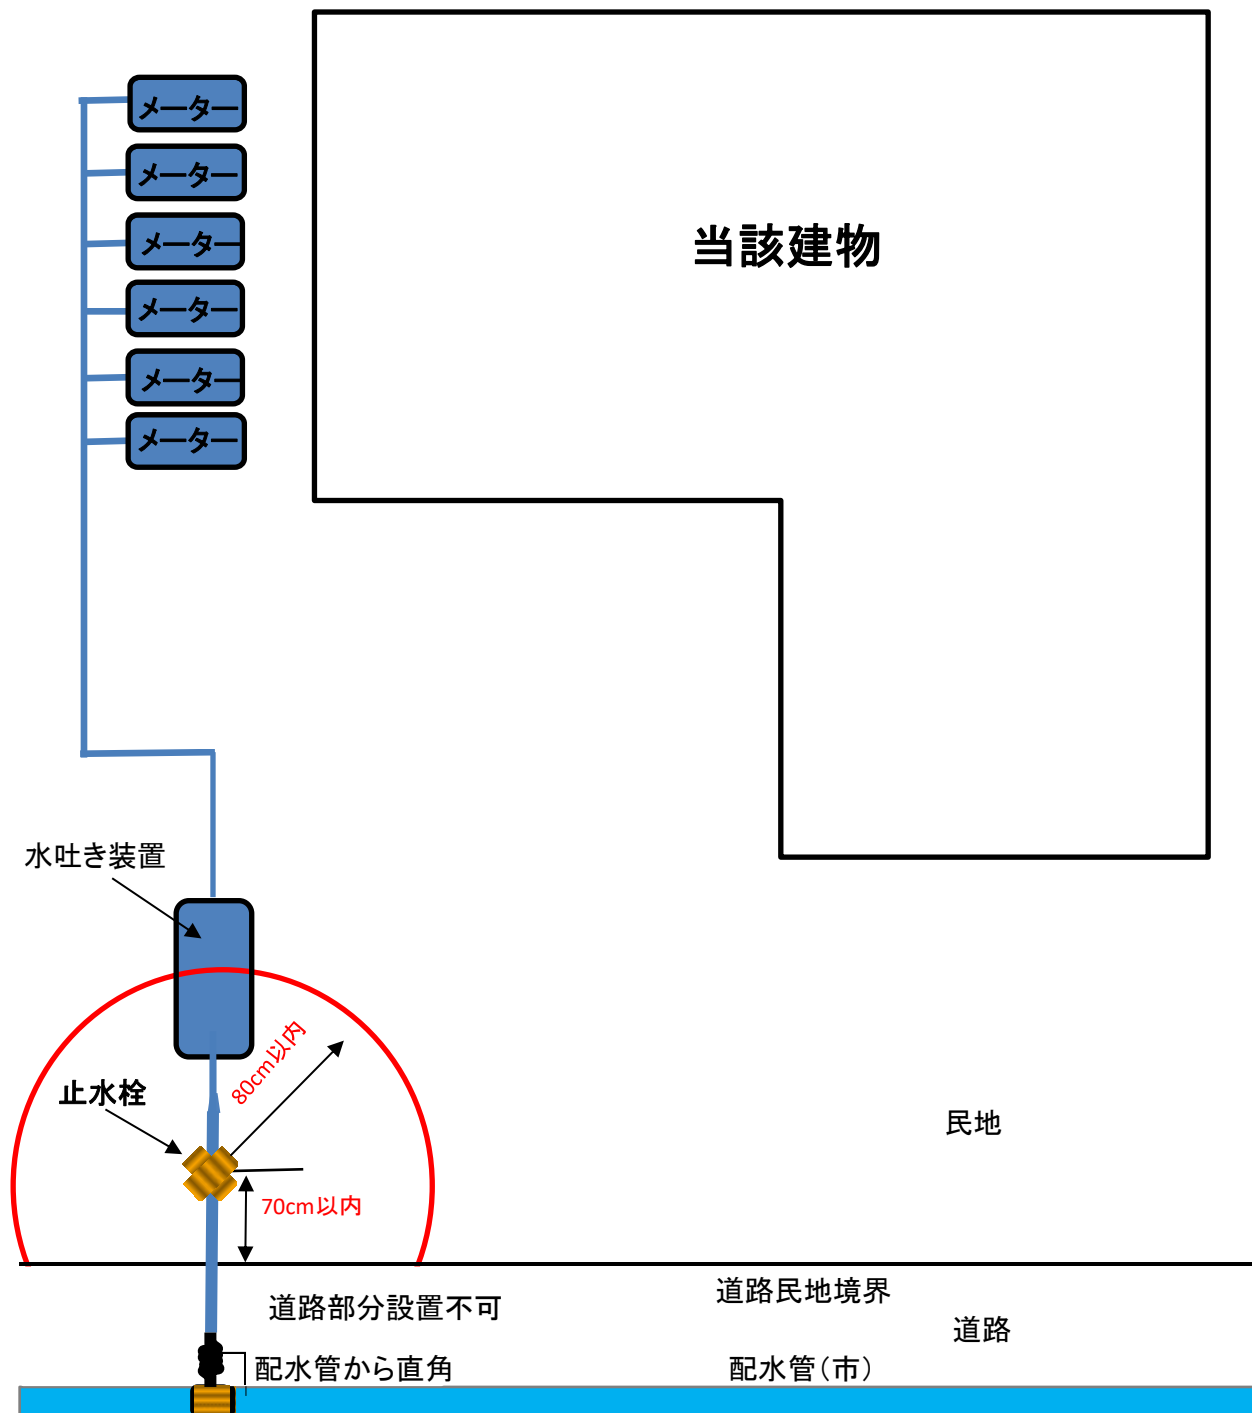 メーター
メーター
メーター
メーター
メーター
メーター
当該建物
水吐き装置
80cm以内
止水栓
民地
70cm以内
道路民地境界
道路部分設置不可
道路
配水管から直角
配水管（市）